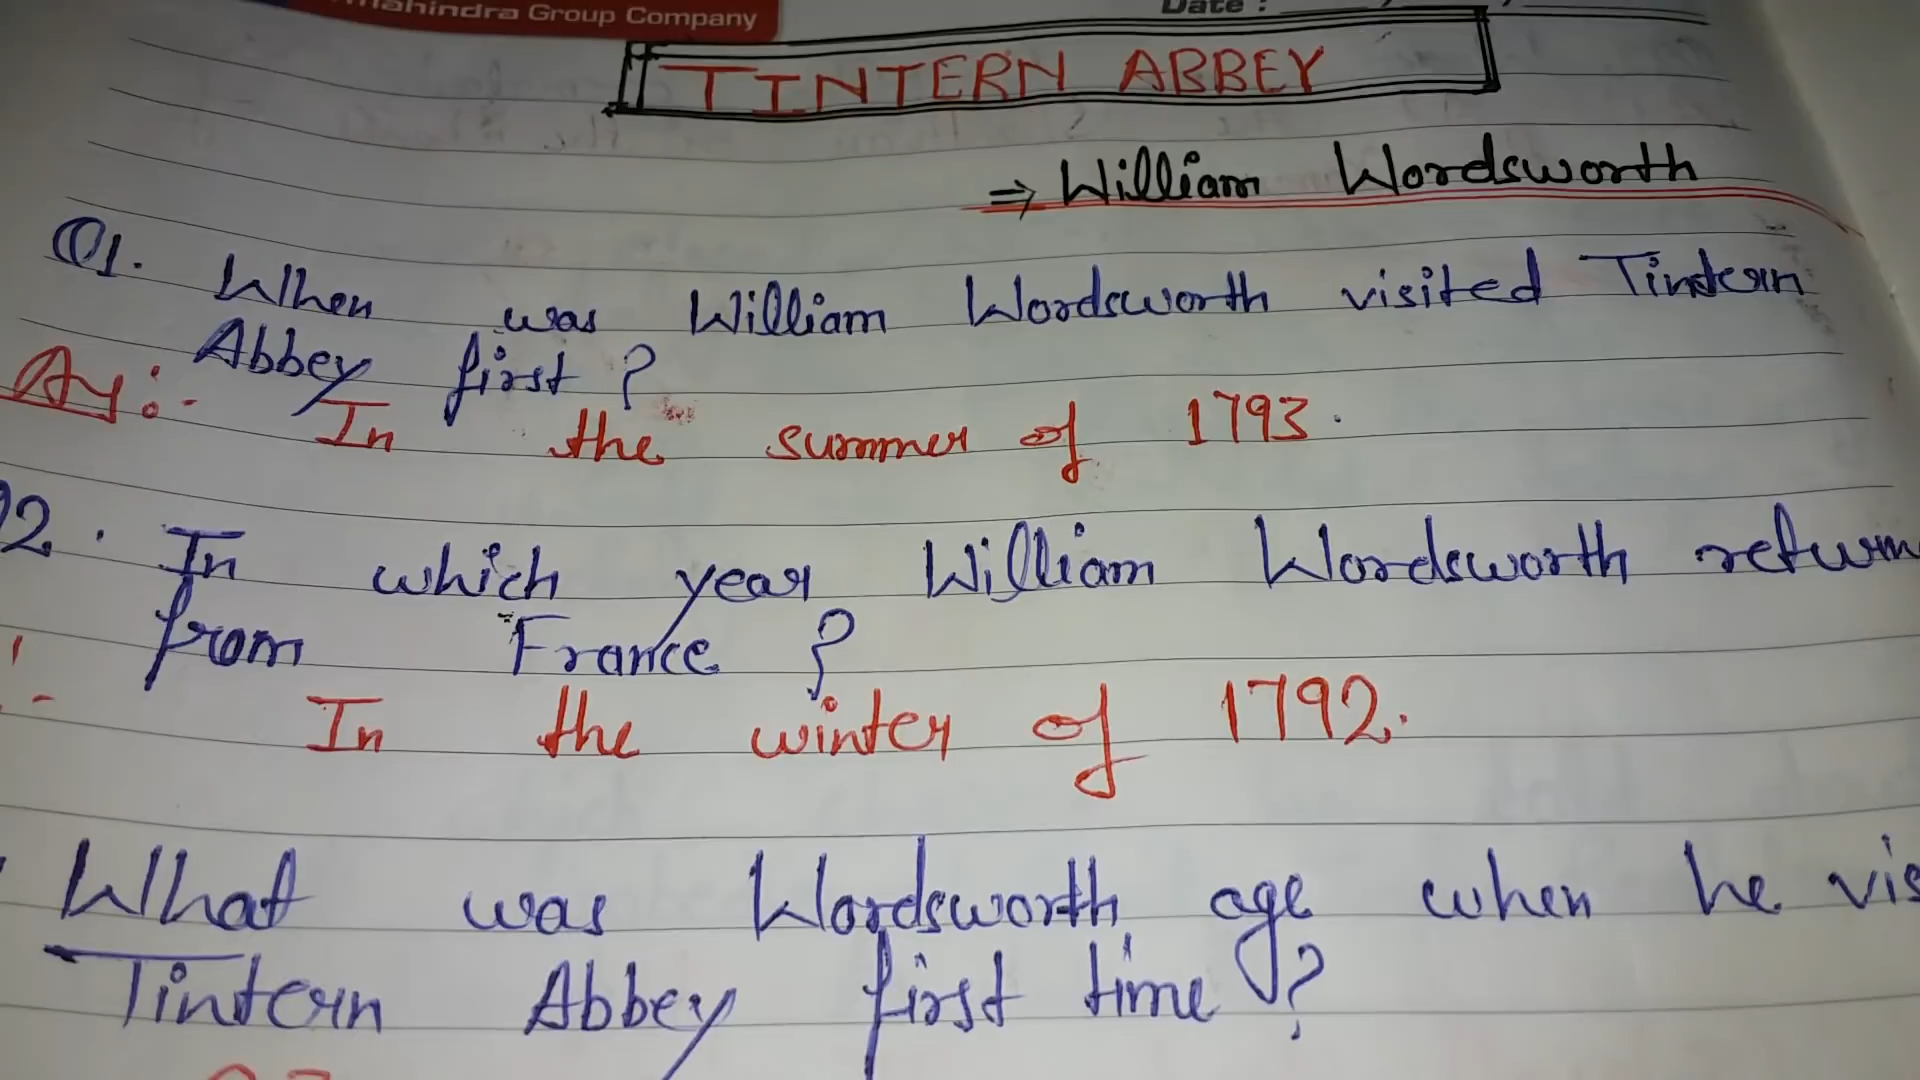 Mahindra Group Company
Date :
TINTERN ABBEY
⇒ William Wordsworth
Q1. When was William Wordsworth visited Tintern
Abbey first ?
In the summer of 1793.
2. In which year William Wordsworth return
from France ?
In the winter of 1792.
What was Wordsworth age when he vis
Tintern Abbey first time ?